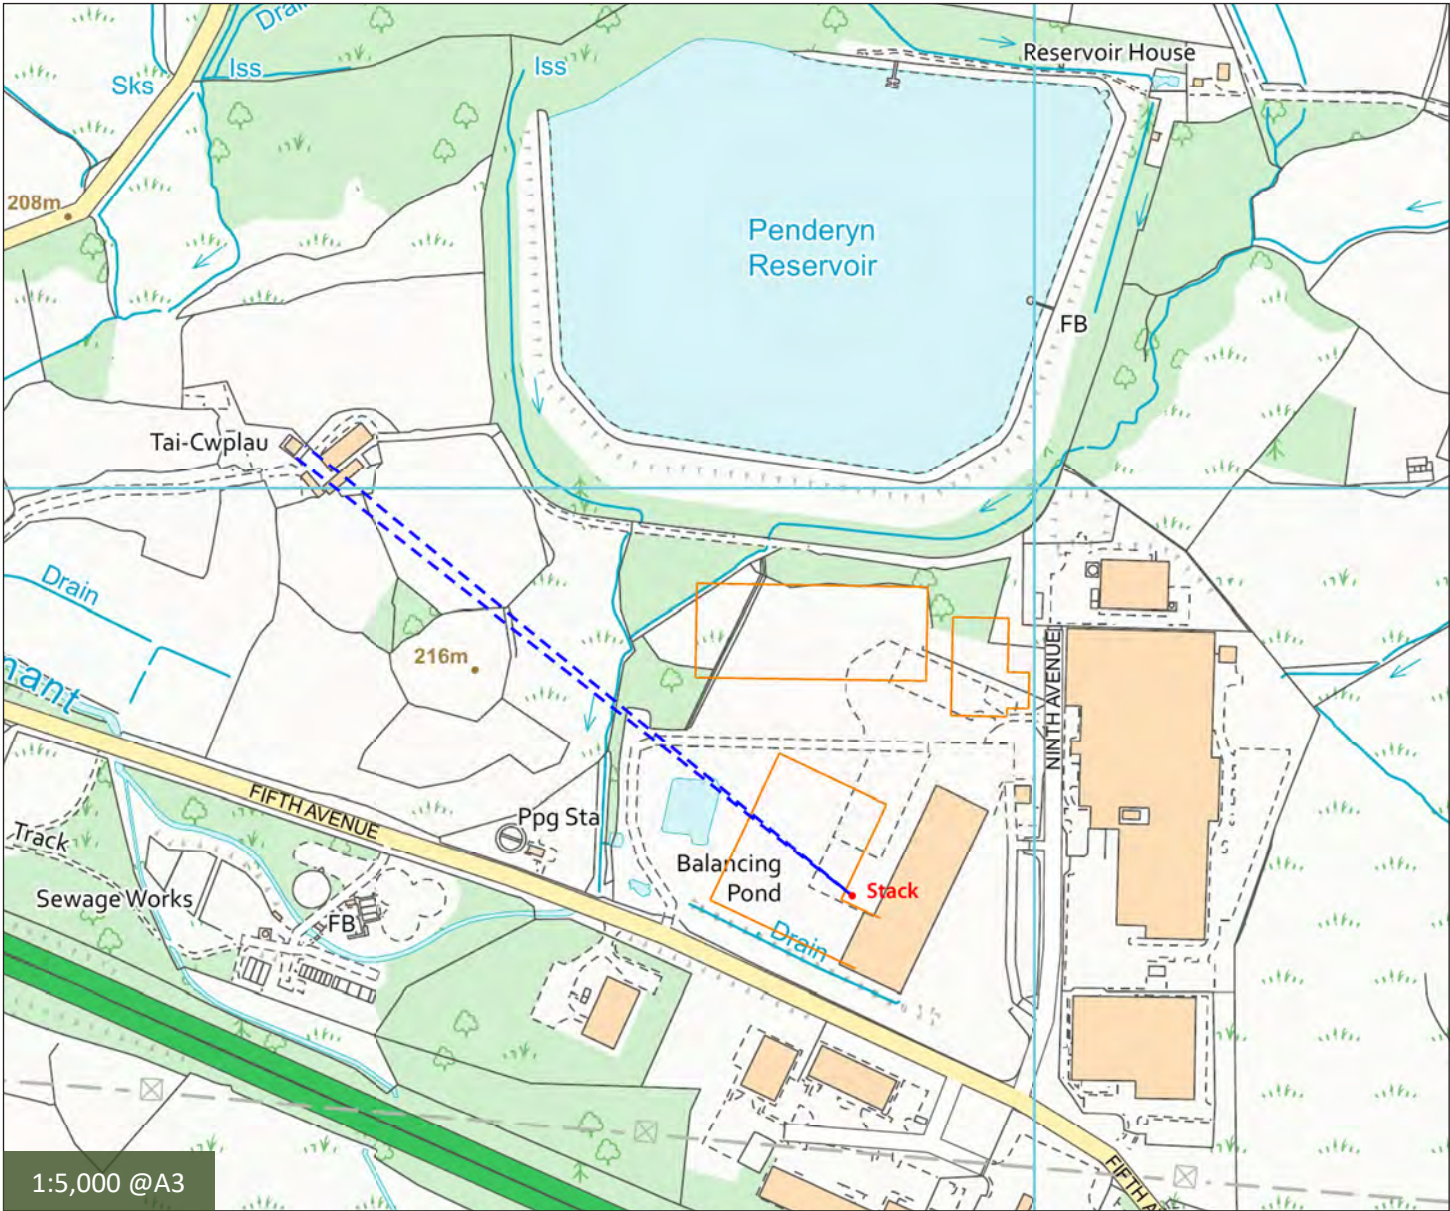 Drain
Reservoir House
Iss
Iss
Sks
208m
Penderyn
Reservoir
FB
Tai-Cwplau
Drain
216m
nant
NINTH AVENUE
FIFTH AVENUE
Ppg Sta
Track
Balancing
Pond
Stack
Sewage Works
FB
Drain
1:5,000 @A3
FIFTH A